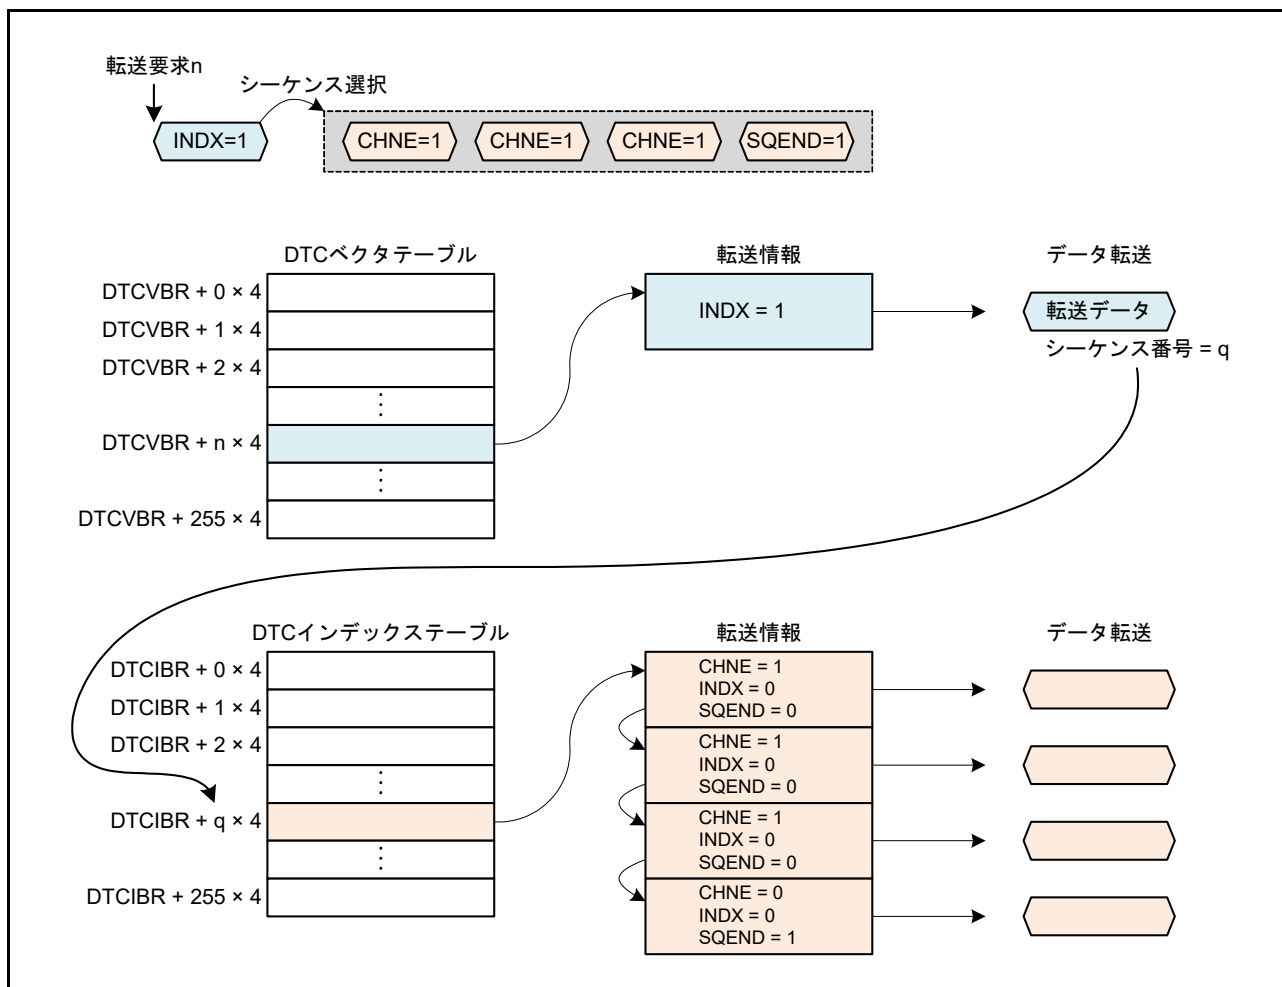 転送要求n
シーケンス選択
INDX=1
CHNE=1
CHNE=1
CHNE=1
SQEND=1
DTCベクタテーブル
転送情報
データ転送
DTCVBR + 0 × 4
DTCVBR + 1 × 4
DTCVBR + 2 × 4
⋮
DTCVBR + n × 4
⋮
DTCVBR + 255 × 4
INDX = 1
転送データ
シーケンス番号 = q
DTCインデックステーブル
転送情報
データ転送
DTCIBR + 0 × 4
DTCIBR + 1 × 4
DTCIBR + 2 × 4
⋮
DTCIBR + q × 4
⋮
DTCIBR + 255 × 4
CHNE = 1
INDX = 0
SQEND = 0
CHNE = 1
INDX = 0
SQEND = 0
CHNE = 1
INDX = 0
SQEND = 0
CHNE = 0
INDX = 0
SQEND = 1